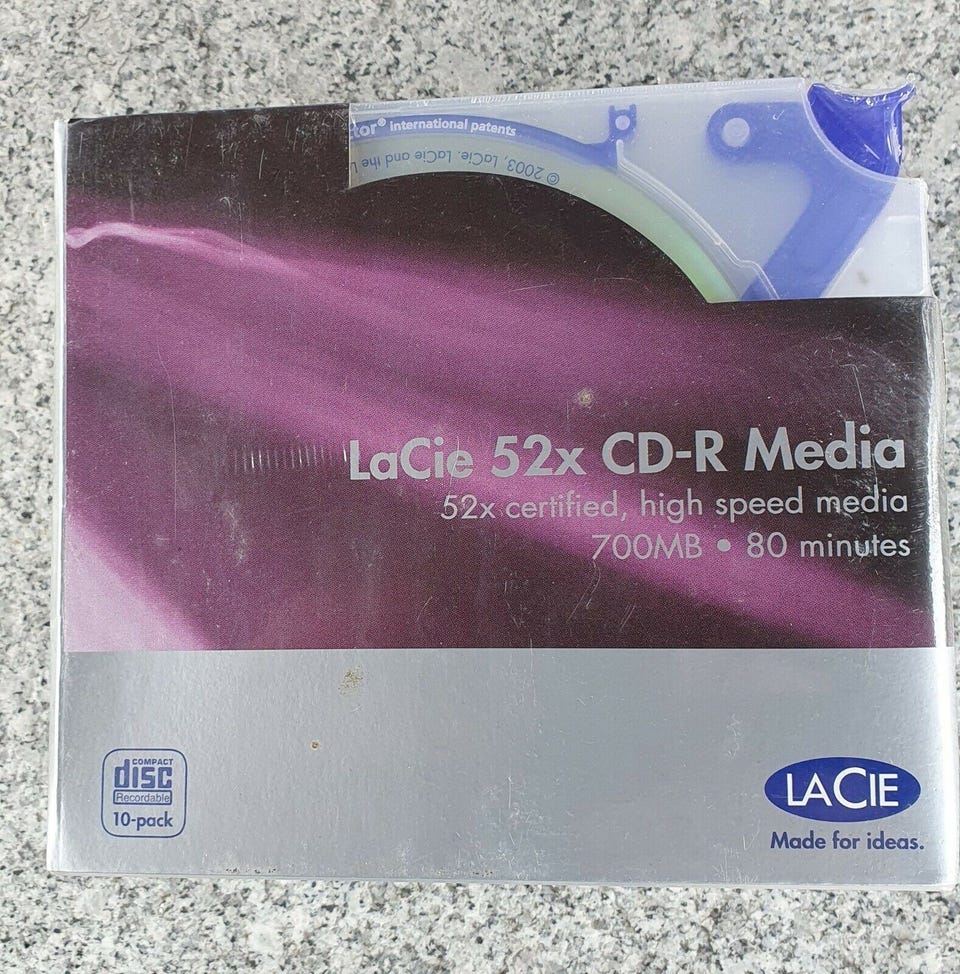 tor® International patents
© 2003, LaCie. LaCie and the
LaCie 52x CD-R Media
52x certified, high speed media
700MB • 80 minutes
COMPACT
disc
Recordable
10-pack
LACIE
Made for ideas.